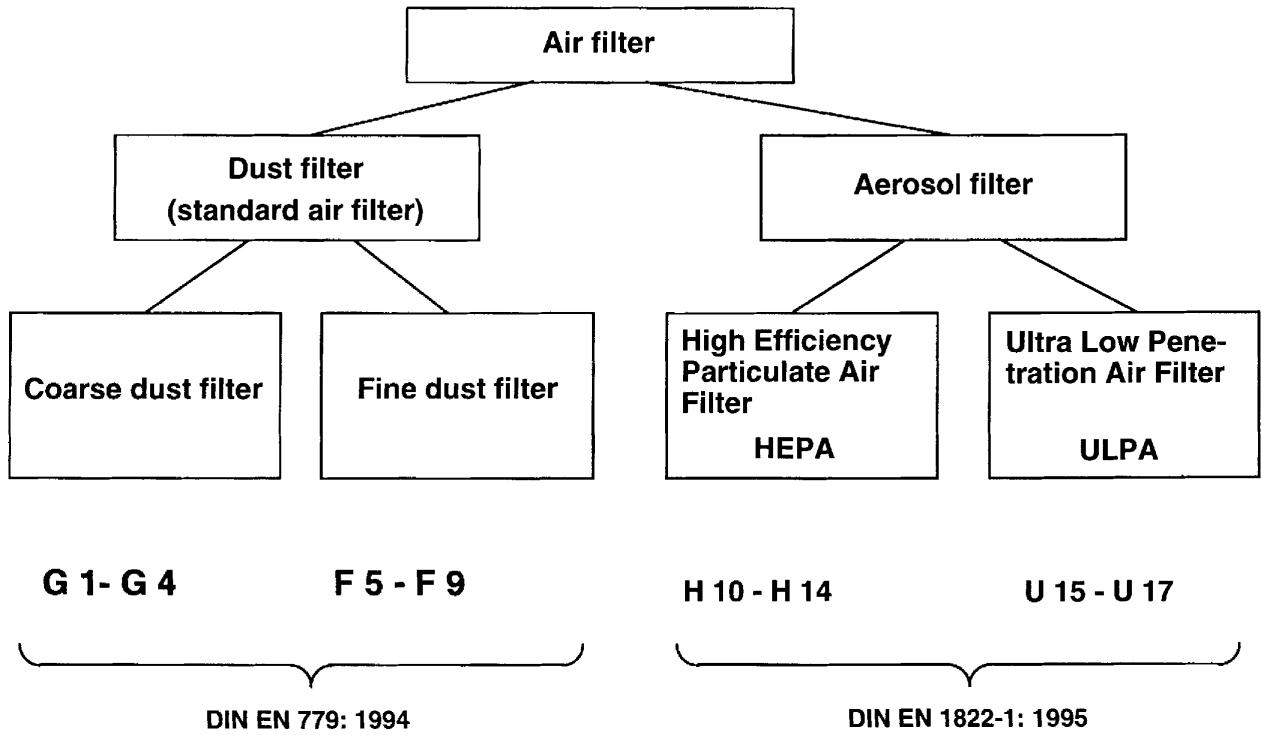 Air filter
Dust filter
(standard air filter)
Aerosol filter
Coarse dust filter
Fine dust filter
High Efficiency
Particulate Air
Filter
HEPA
Ultra Low Pene-
tration Air Filter
ULPA
G 1- G 4
F 5 - F 9
H 10 - H 14
U 15 - U 17
DIN EN 779: 1994
DIN EN 1822-1: 1995